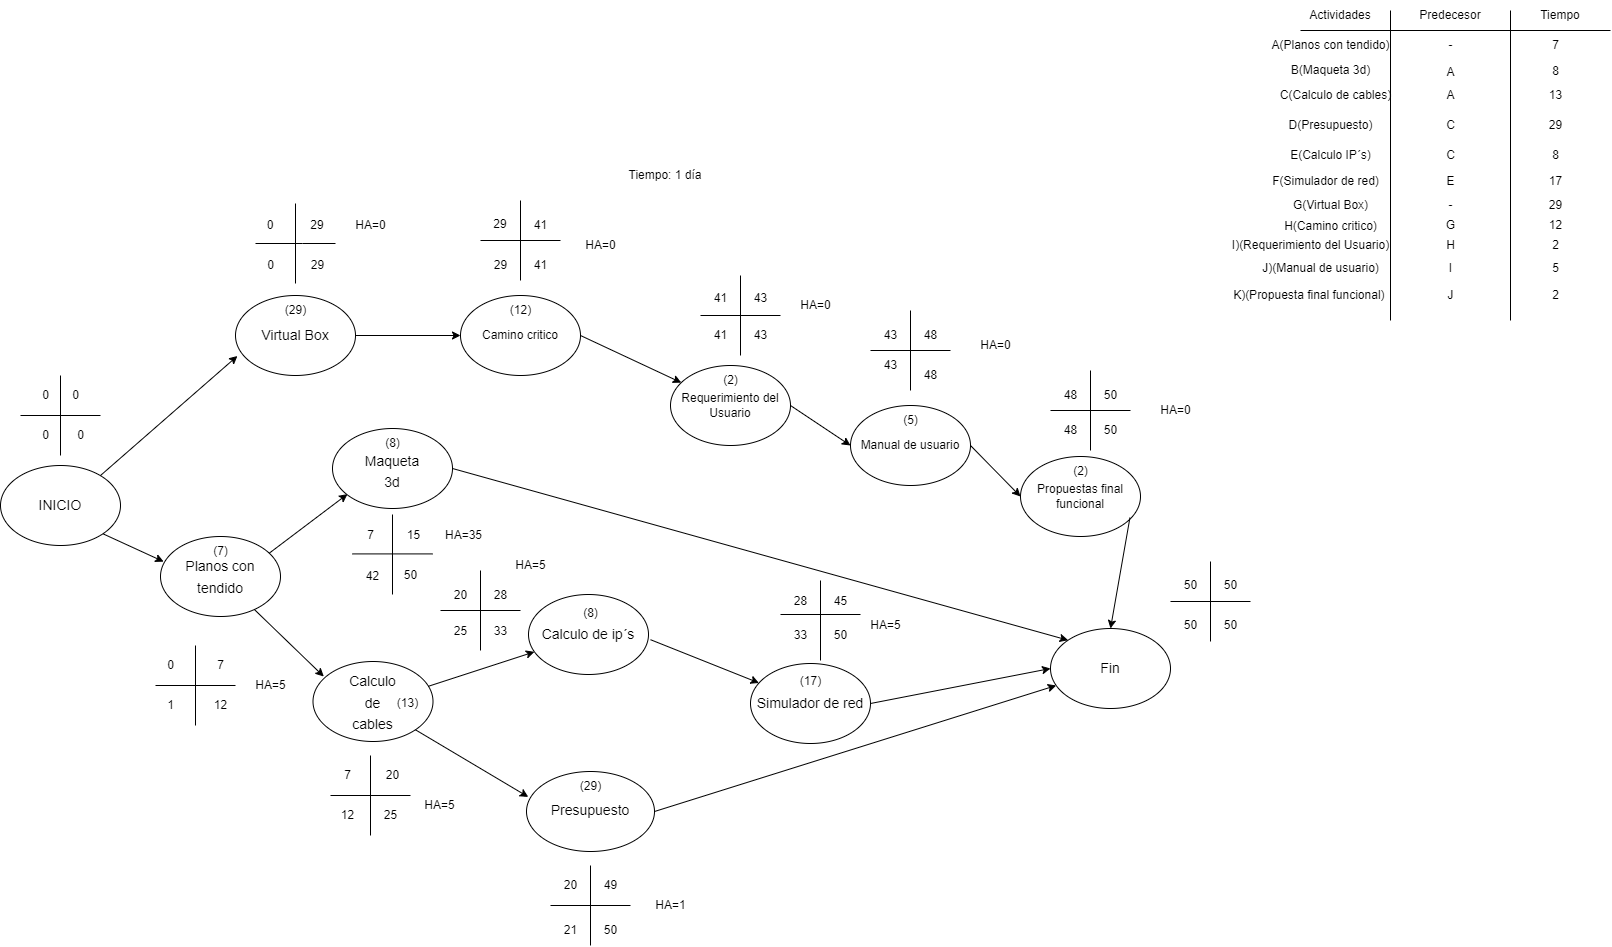 Actividades Predecesor Tiempo
A(Planos con tendido) - 7
B(Maqueta 3d) A 8
C(Calculo de cables) A 13
D(Presupuesto) C 29
E(Calculo IP´s) C 8
F(Simulador de red) E 17
G(Virtual Box) - 29
H(Camino critico) G 12
I)(Requerimiento del Usuario) H 2
J)(Manual de usuario) I 5
K)(Propuesta final funcional) J 2
Tiempo: 1 día
0 29 HA=0
0 29
(29)
Virtual Box
29 41
HA=0
29 41
(12)
Camino critico
41 43 HA=0
41 43
(2)
Requerimiento del
Usuario
43 48 HA=0
43 48
(5)
Manual de usuario
48 50 HA=0
48 50
(2)
Propuestas final
funcional
0 0
0 0
INICIO
(8)
Maqueta
3d
7 15 HA=35
42 50
(7)
Planos con
tendido
0 7
HA=5
1 12
HA=5
20 28
25 33
(8)
Calculo de ip´s
28 45
HA=5
33 50
(17)
Simulador de red
50 50
50 50
Fin
Calculo
de (13)
cables
7 20
HA=5
12 25
(29)
Presupuesto
20 49
HA=1
21 50